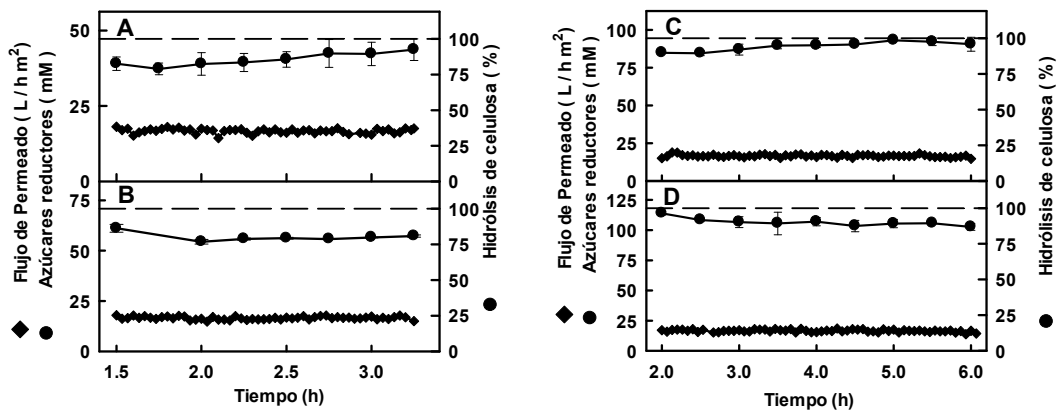 A
50
25
0
100
75
50
25
0
B
75
50
25
0
100
75
50
25
0
1.5 2.0 2.5 3.0
Tiempo (h)
Flujo de Permeado ( L / h m²)
Azúcares reductores ( mM )
Hidrólisis de celulosa ( % )
C
100
75
50
25
0
100
75
50
25
0
D
125
100
75
50
25
0
100
75
50
25
0
2.0 3.0 4.0 5.0 6.0
Tiempo (h)
Flujo de Permeado ( L / h m²)
Azúcares reductores ( mM )
Hidrólisis de celulosa ( % )